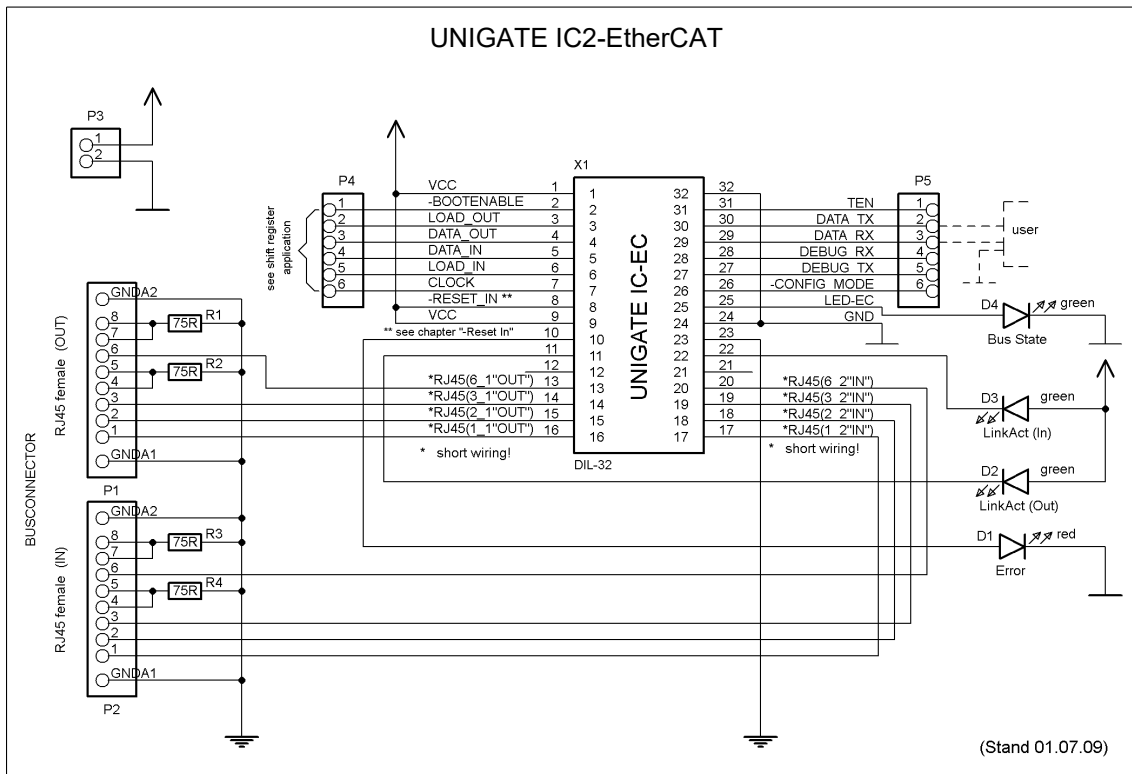 UNIGATE IC2-EtherCAT
P3
1
2
P4
1
2
3
4
5
6
see shift register
application
VCC 1
-BOOTENABLE 2
LOAD_OUT 3
DATA_OUT 4
DATA_IN 5
LOAD_IN 6
CLOCK 7
-RESET_IN ** 8
VCC 9
** see chapter "-Reset In" 10
11
12
*RJ45(6_1"OUT") 13
*RJ45(3_1"OUT") 14
*RJ45(2_1"OUT") 15
*RJ45(1_1"OUT") 16
* short wiring!
X1
UNIGATE IC-EC
1 32
2 31
3 30
4 29
5 28
6 27
7 26
8 25
9 24
10 23
11 22
12 21
13 20
14 19
15 18
16 17
DIL-32
32
31 TEN
30 DATA_TX
29 DATA_RX
28 DEBUG_RX
27 DEBUG_TX
26 -CONFIG_MODE
25 LED-EC
24 GND
23
22
21
20 *RJ45(6_2"IN")
19 *RJ45(3_2"IN")
18 *RJ45(2_2"IN")
17 *RJ45(1_2"IN")
* short wiring!
P5
1
2
3
4
5
6
user
D4 green
Bus State
D3 green
LinkAct (In)
D2 green
LinkAct (Out)
D1 red
Error
BUSCONNECTOR
RJ45 female (OUT)
GNDA2
8
7
6
5
4
3
2
1
GNDA1
75R R1
75R R2
P1
RJ45 female (IN)
GNDA2
8
7
6
5
4
3
2
1
GNDA1
75R R3
75R R4
P2
(Stand 01.07.09)